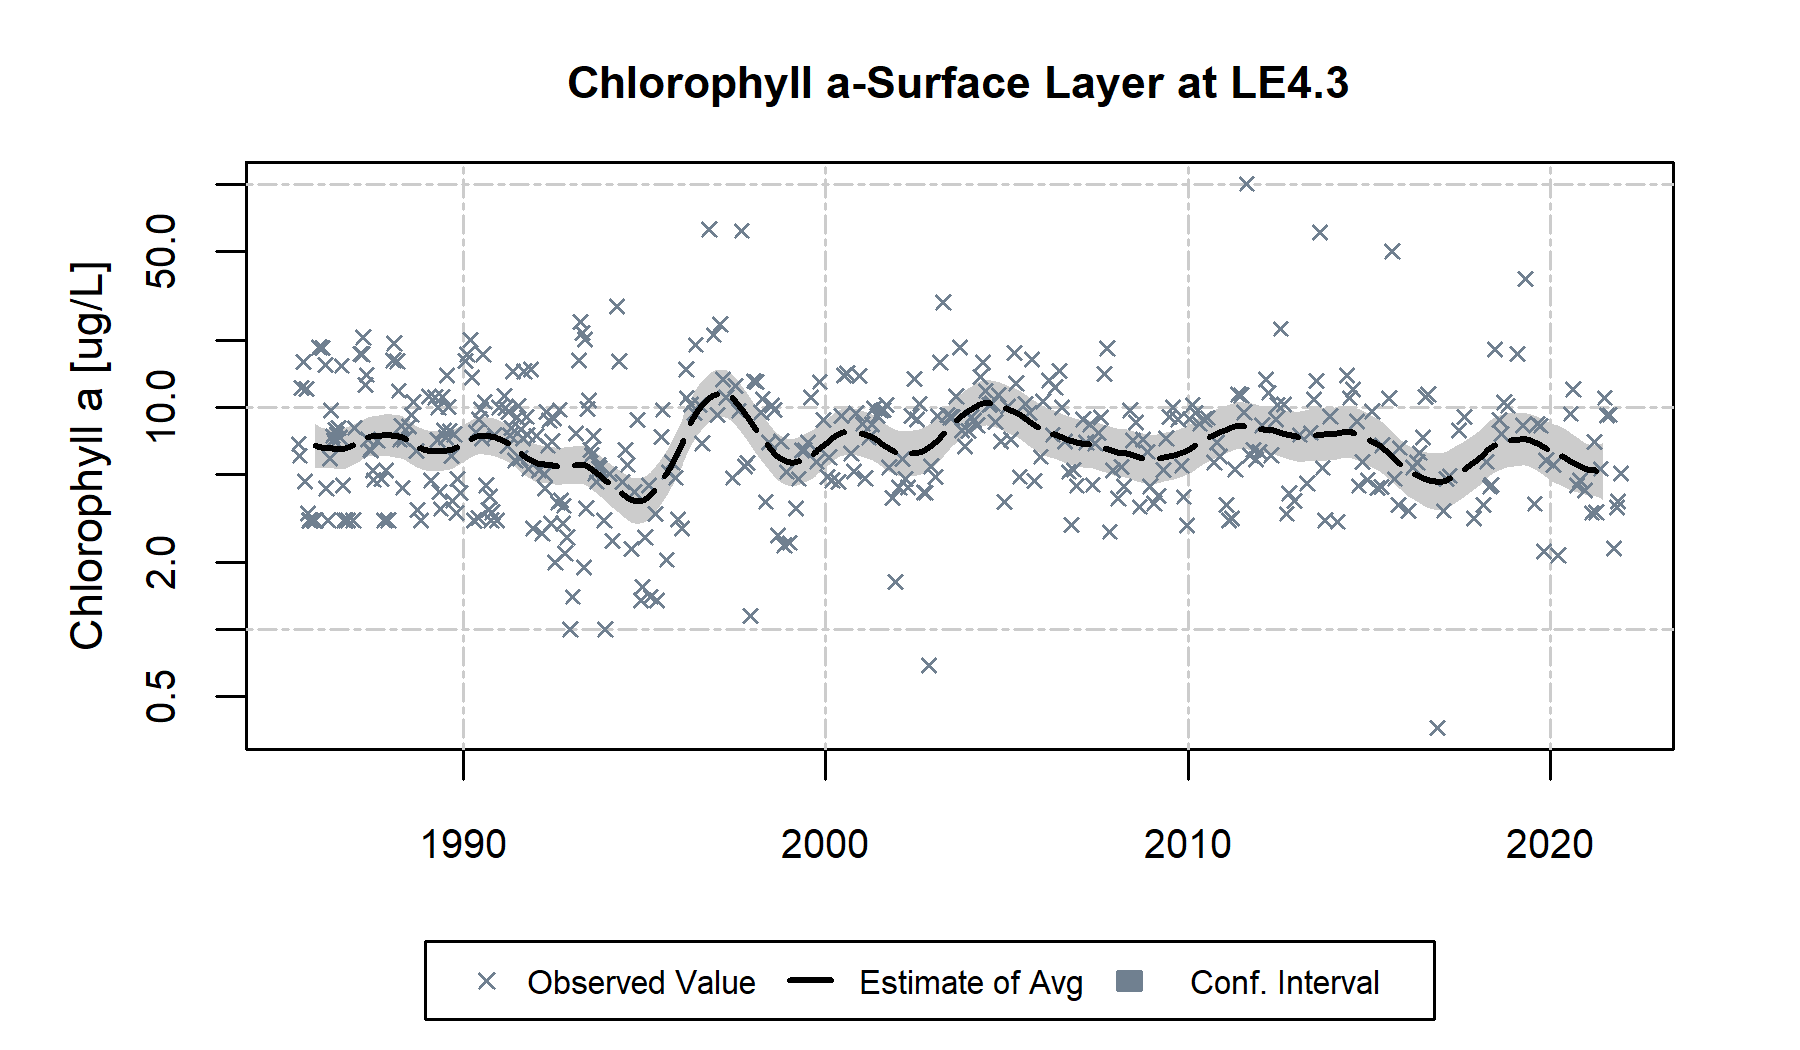 Chlorophyll a-Surface Layer at LE4.3
Chlorophyll a [ug/L]
50.0
10.0
2.0
0.5
1990 2000 2010 2020
Observed Value Estimate of Avg Conf. Interval